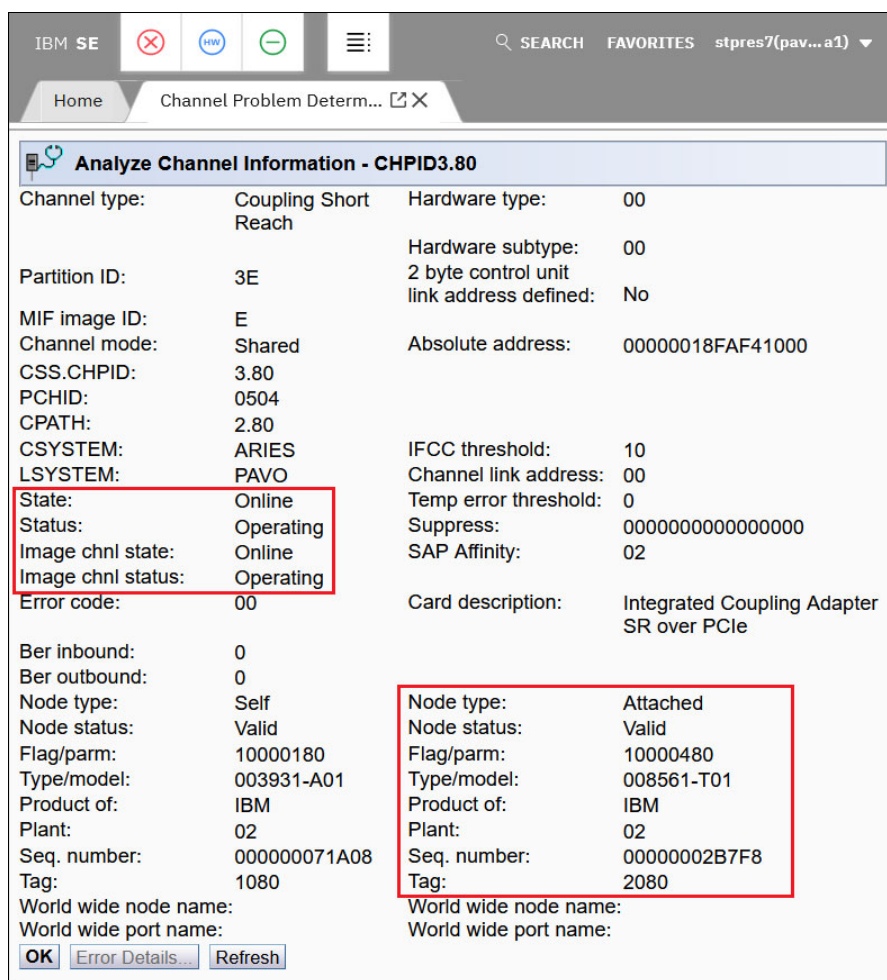 IBM SE HW SEARCH FAVORITES stpres7(pav...a1)
Home Channel Problem Determ...
Analyze Channel Information - CHPID3.80
Channel type: Coupling Short Reach Hardware type: 00
Hardware subtype: 00
Partition ID: 3E 2 byte control unit link address defined: No
MIF image ID: E
Channel mode: Shared Absolute address: 00000018FAF41000
CSS.CHPID: 3.80
PCHID: 0504
CPATH: 2.80
CSYSTEM: ARIES IFCC threshold: 10
LSYSTEM: PAVO Channel link address: 00
State: Online Temp error threshold: 0
Status: Operating Suppress: 0000000000000000
Image chnl state: Online SAP Affinity: 02
Image chnl status: Operating
Error code: 00 Card description: Integrated Coupling Adapter SR over PCIe
Ber inbound: 0
Ber outbound: 0
Node type: Self Node type: Attached
Node status: Valid Node status: Valid
Flag/parm: 10000180 Flag/parm: 10000480
Type/model: 003931-A01 Type/model: 008561-T01
Product of: IBM Product of: IBM
Plant: 02 Plant: 02
Seq. number: 000000071A08 Seq. number: 00000002B7F8
Tag: 1080 Tag: 2080
World wide node name: World wide node name:
World wide port name: World wide port name:
OK Error Details... Refresh